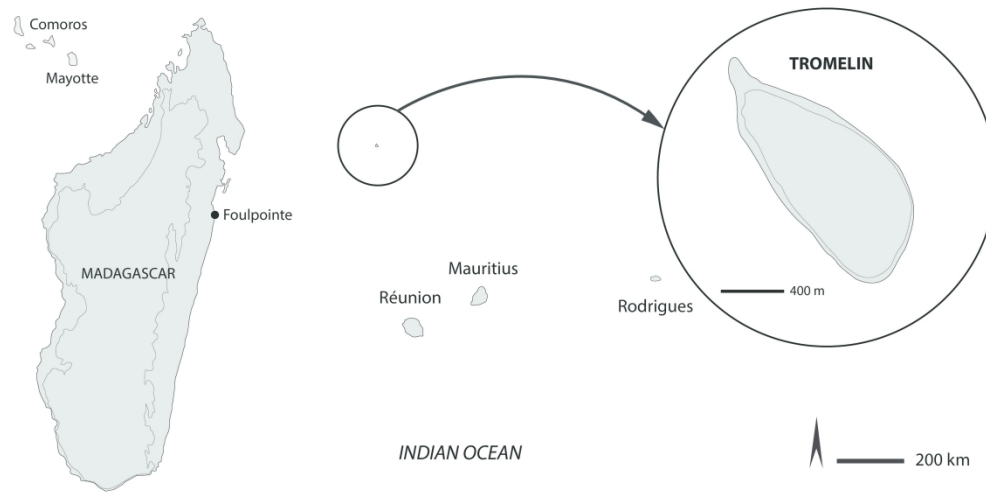 Comoros
Mayotte
TROMELIN
Foulpointe
MADAGASCAR
Mauritius
Réunion
Rodrigues
400 m
INDIAN OCEAN
200 km